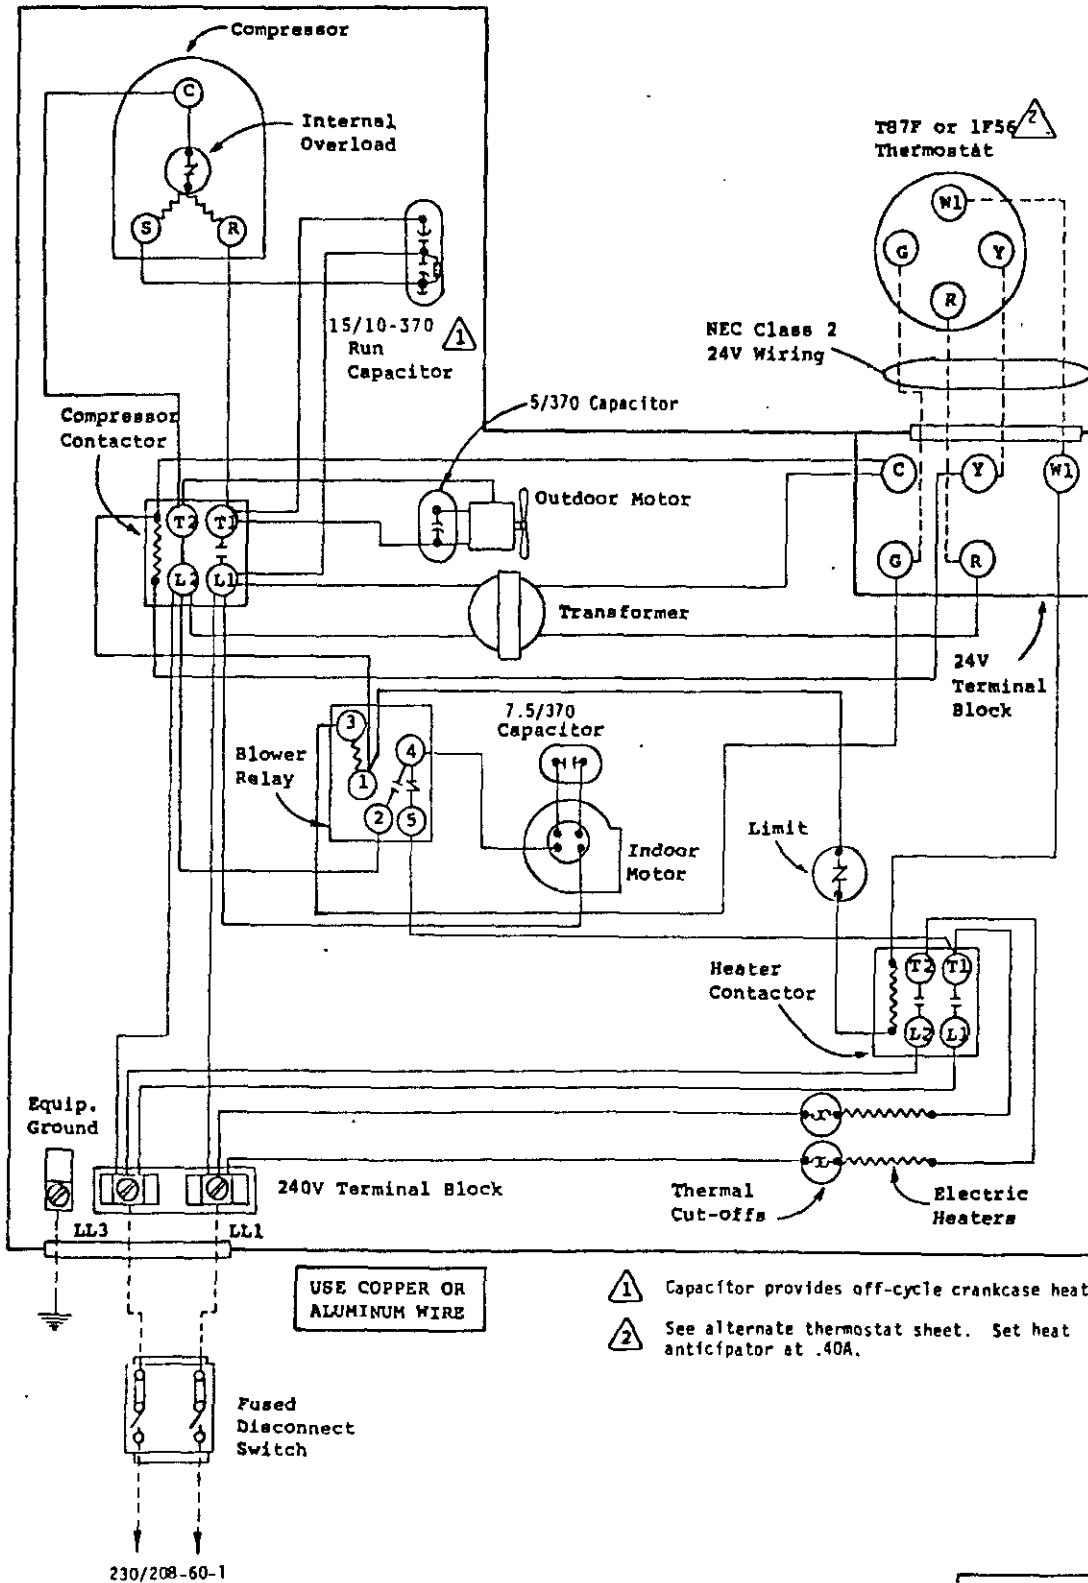 Compressor
C
Internal
Overload
S
R
15/10-370
Run
Capacitor
1
T87F or 1F56
Thermostat
2
W1
G
Y
R
NEC Class 2
24V Wiring
5/370 Capacitor
Compressor
Contactor
T2
T1
L2
L1
Outdoor Motor
C
Y
W1
G
R
Transformer
24V
Terminal
Block
7.5/370
Capacitor
Blower
Relay
3
4
1
2
5
Indoor
Motor
Limit
Heater
Contactor
T2
T1
L2
L1
Equip.
Ground
240V Terminal Block
LL3
LL1
Thermal
Cut-offs
Electric
Heaters
USE COPPER OR
ALUMINUM WIRE
1 Capacitor provides off-cycle crankcase heat
2 See alternate thermostat sheet. Set heat
anticipator at .40A.
Fused
Disconnect
Switch
230/208-60-1